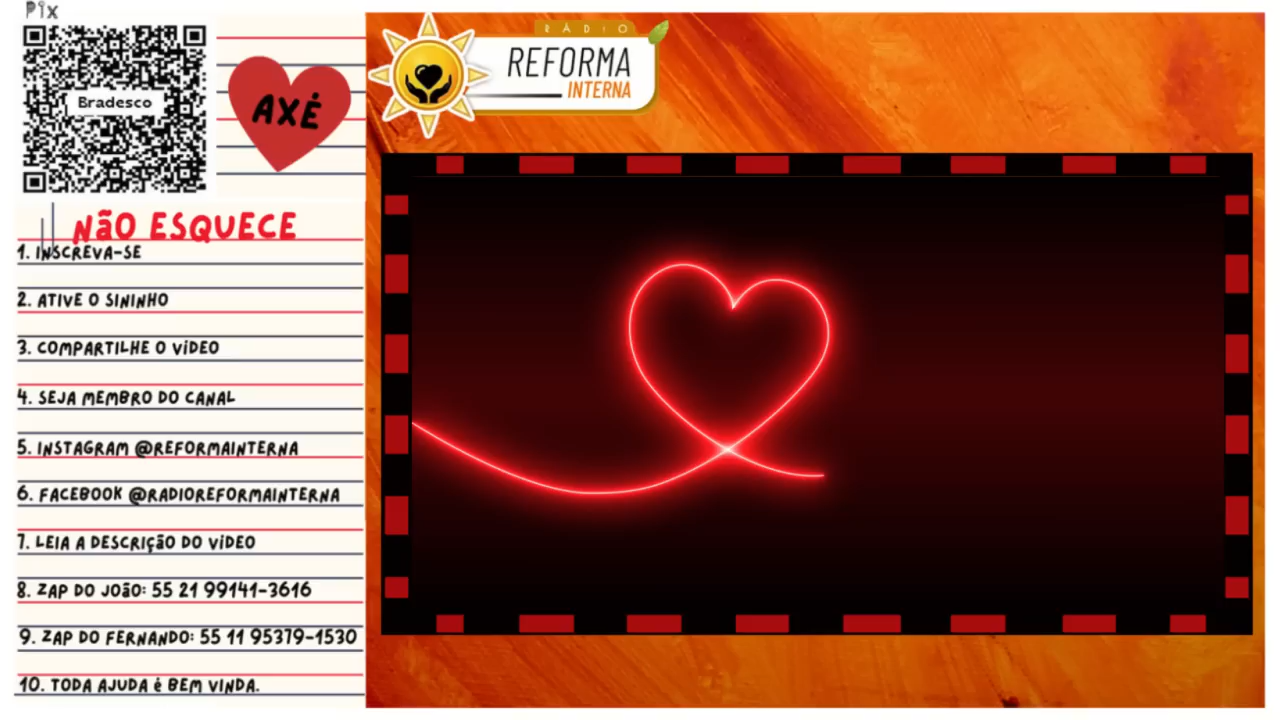 Pix
Bradesco
AXÉ
NÃO ESQUECE
1. INSCREVA-SE
2. ATIVE O SININHO
3. COMPARTILHE O VÍDEO
4. SEJA MEMBRO DO CANAL
5. INSTAGRAM @REFORMAINTERNA
6. FACEBOOK @RADIOREFORMAINTERNA
7. LEIA A DESCRIÇÃO DO VÍDEO
8. ZAP DO JOÃO: 55 21 99141-3616
9. ZAP DO FERNANDO: 55 11 95379-1530
10. TODA AJUDA É BEM VINDA.
RÁDIO
REFORMA
INTERNA